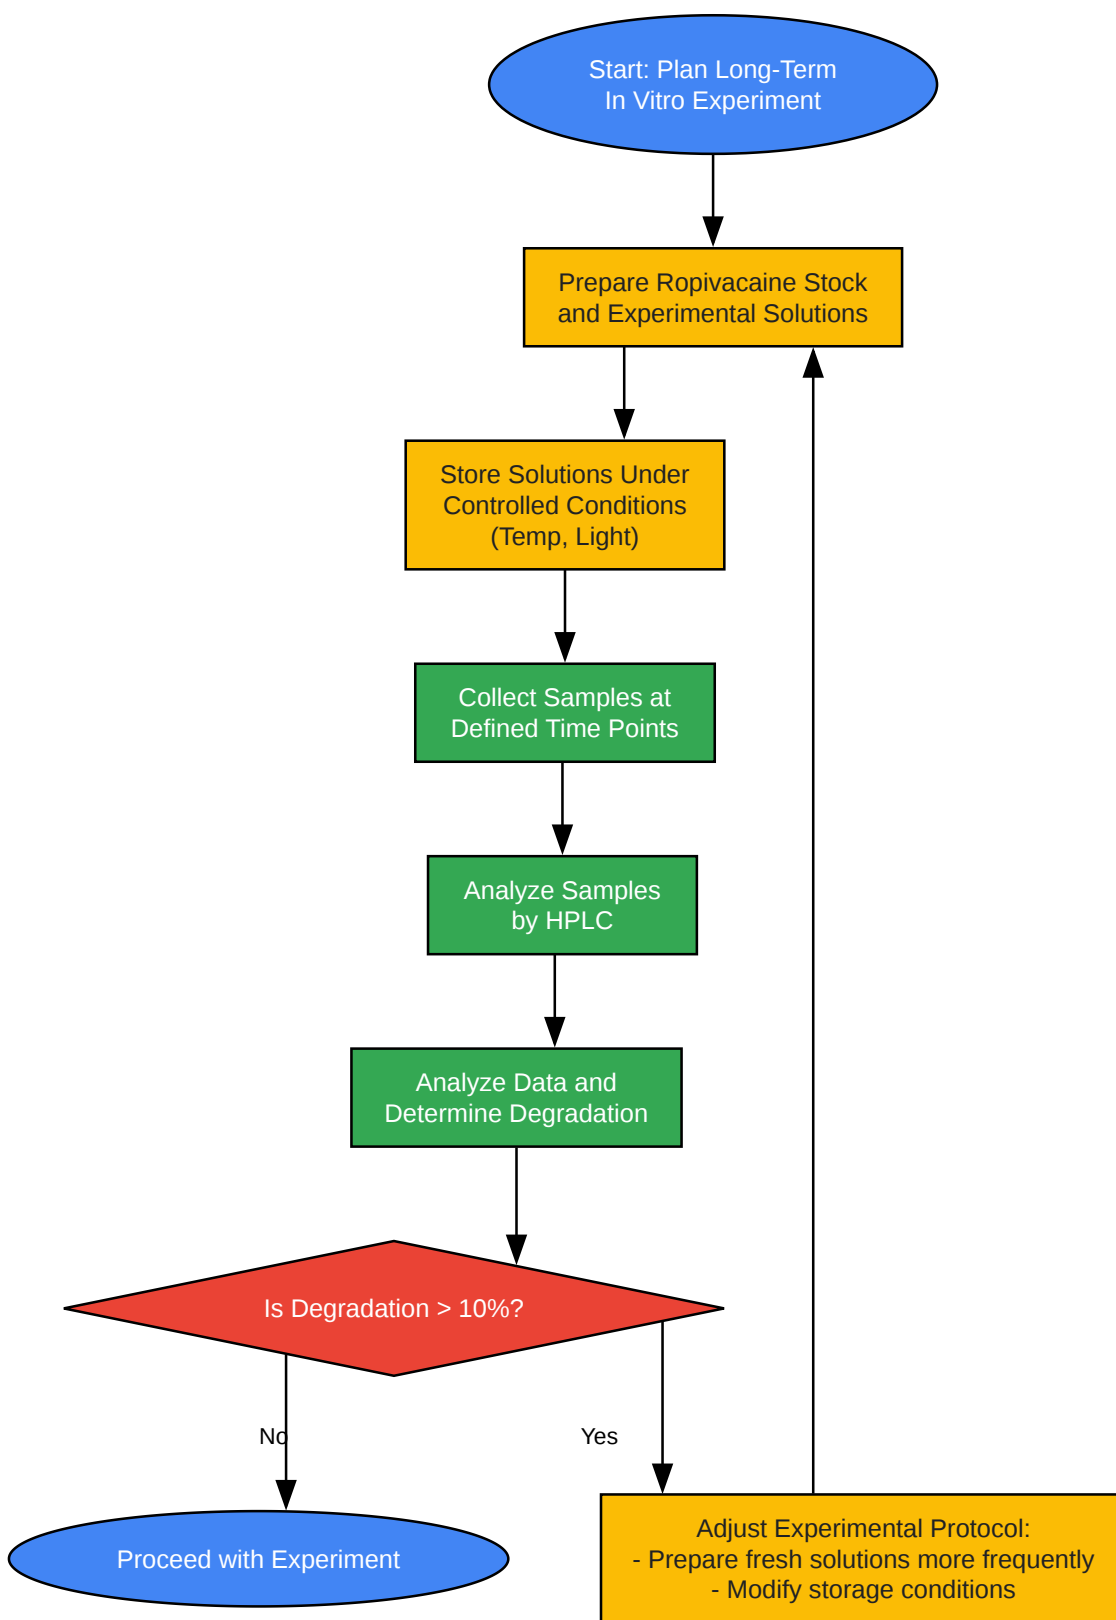 Start: Plan Long-Term
In Vitro Experiment
Prepare Ropivacaine Stock
and Experimental Solutions
Store Solutions Under
Controlled Conditions
(Temp, Light)
Collect Samples at
Defined Time Points
Analyze Samples
by HPLC
Analyze Data and
Determine Degradation
Is Degradation > 10%?
No
Yes
Proceed with Experiment
Adjust Experimental Protocol:
- Prepare fresh solutions more frequently
- Modify storage conditions